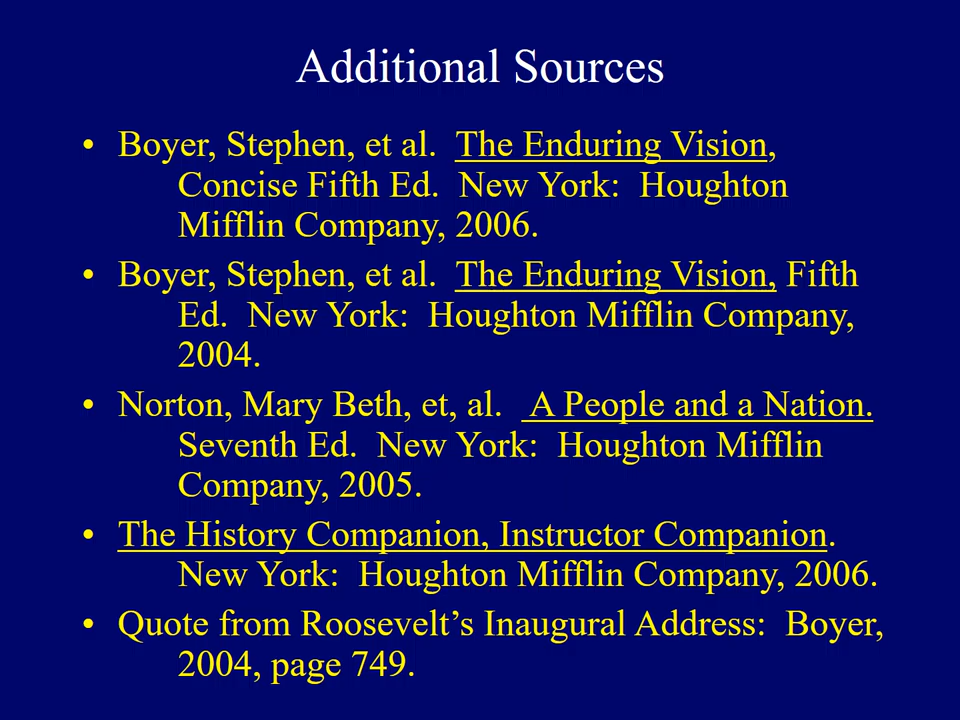 Additional Sources
• Boyer, Stephen, et al.  The Enduring Vision,
Concise Fifth Ed.  New York:  Houghton
Mifflin Company, 2006.
• Boyer, Stephen, et al.  The Enduring Vision, Fifth
Ed.  New York:  Houghton Mifflin Company,
2004.
• Norton, Mary Beth, et, al.  A People and a Nation.
Seventh Ed.  New York:  Houghton Mifflin
Company, 2005.
• The History Companion, Instructor Companion.
New York:  Houghton Mifflin Company, 2006.
• Quote from Roosevelt’s Inaugural Address:  Boyer,
2004, page 749.